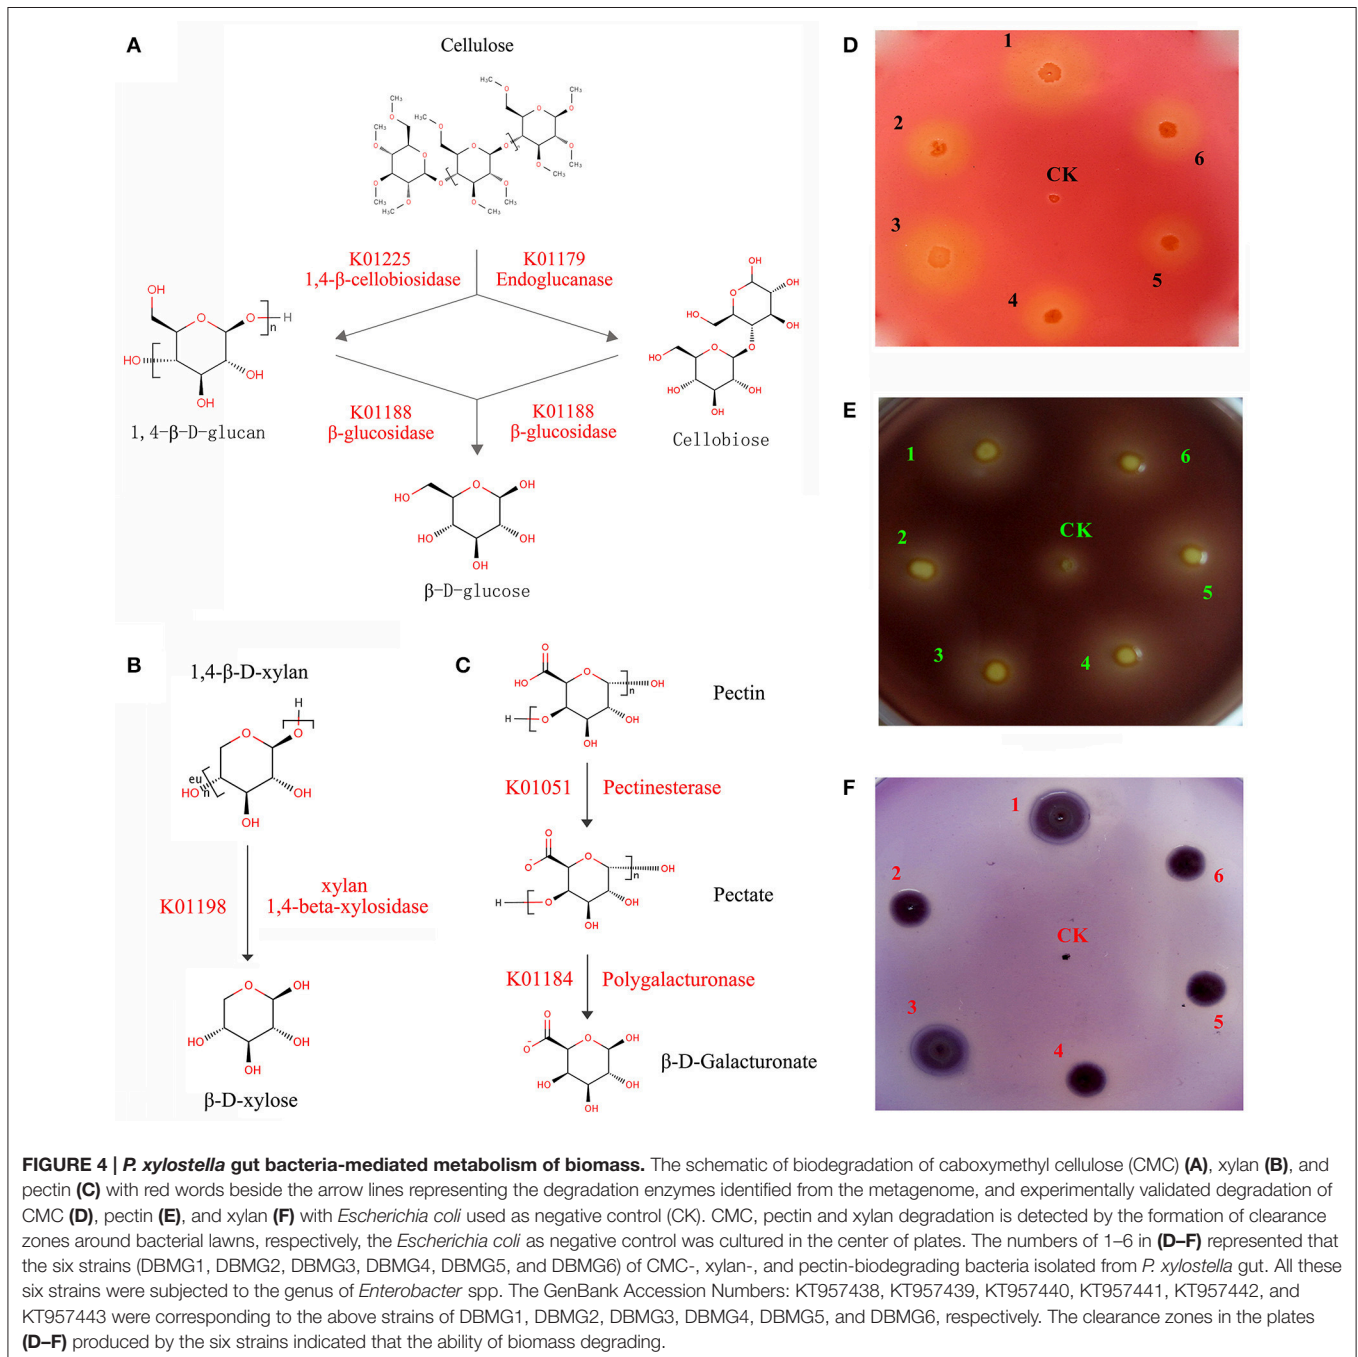 A
Cellulose
K01225
1,4-β-cellobiosidase
K01179
Endoglucanase
1,4-β-D-glucan
K01188
β-glucosidase
K01188
β-glucosidase
Cellobiose
β-D-glucose
B
1,4-β-D-xylan
K01198
xylan
1,4-beta-xylosidase
β-D-xylose
C
Pectin
K01051
Pectinesterase
Pectate
K01184
Polygalacturonase
β-D-Galacturonate
D
1
2
3
4
5
6
CK
E
1
2
3
4
5
6
CK
F
1
2
3
4
5
6
CK
FIGURE 4 | P. xylostella gut bacteria-mediated metabolism of biomass. The schematic of biodegradation of caboxymethyl cellulose (CMC) (A), xylan (B), and
pectin (C) with red words beside the arrow lines representing the degradation enzymes identified from the metagenome, and experimentally validated degradation of
CMC (D), pectin (E), and xylan (F) with Escherichia coli used as negative control (CK). CMC, pectin and xylan degradation is detected by the formation of clearance
zones around bacterial lawns, respectively, the Escherichia coli as negative control was cultured in the center of plates. The numbers of 1–6 in (D–F) represented that
the six strains (DBMG1, DBMG2, DBMG3, DBMG4, DBMG5, and DBMG6) of CMC-, xylan-, and pectin-biodegrading bacteria isolated from P. xylostella gut. All these
six strains were subjected to the genus of Enterobacter spp. The GenBank Accession Numbers: KT957438, KT957439, KT957440, KT957441, KT957442, and
KT957443 were corresponding to the above strains of DBMG1, DBMG2, DBMG3, DBMG4, DBMG5, and DBMG6, respectively. The clearance zones in the plates
(D–F) produced by the six strains indicated that the ability of biomass degrading.